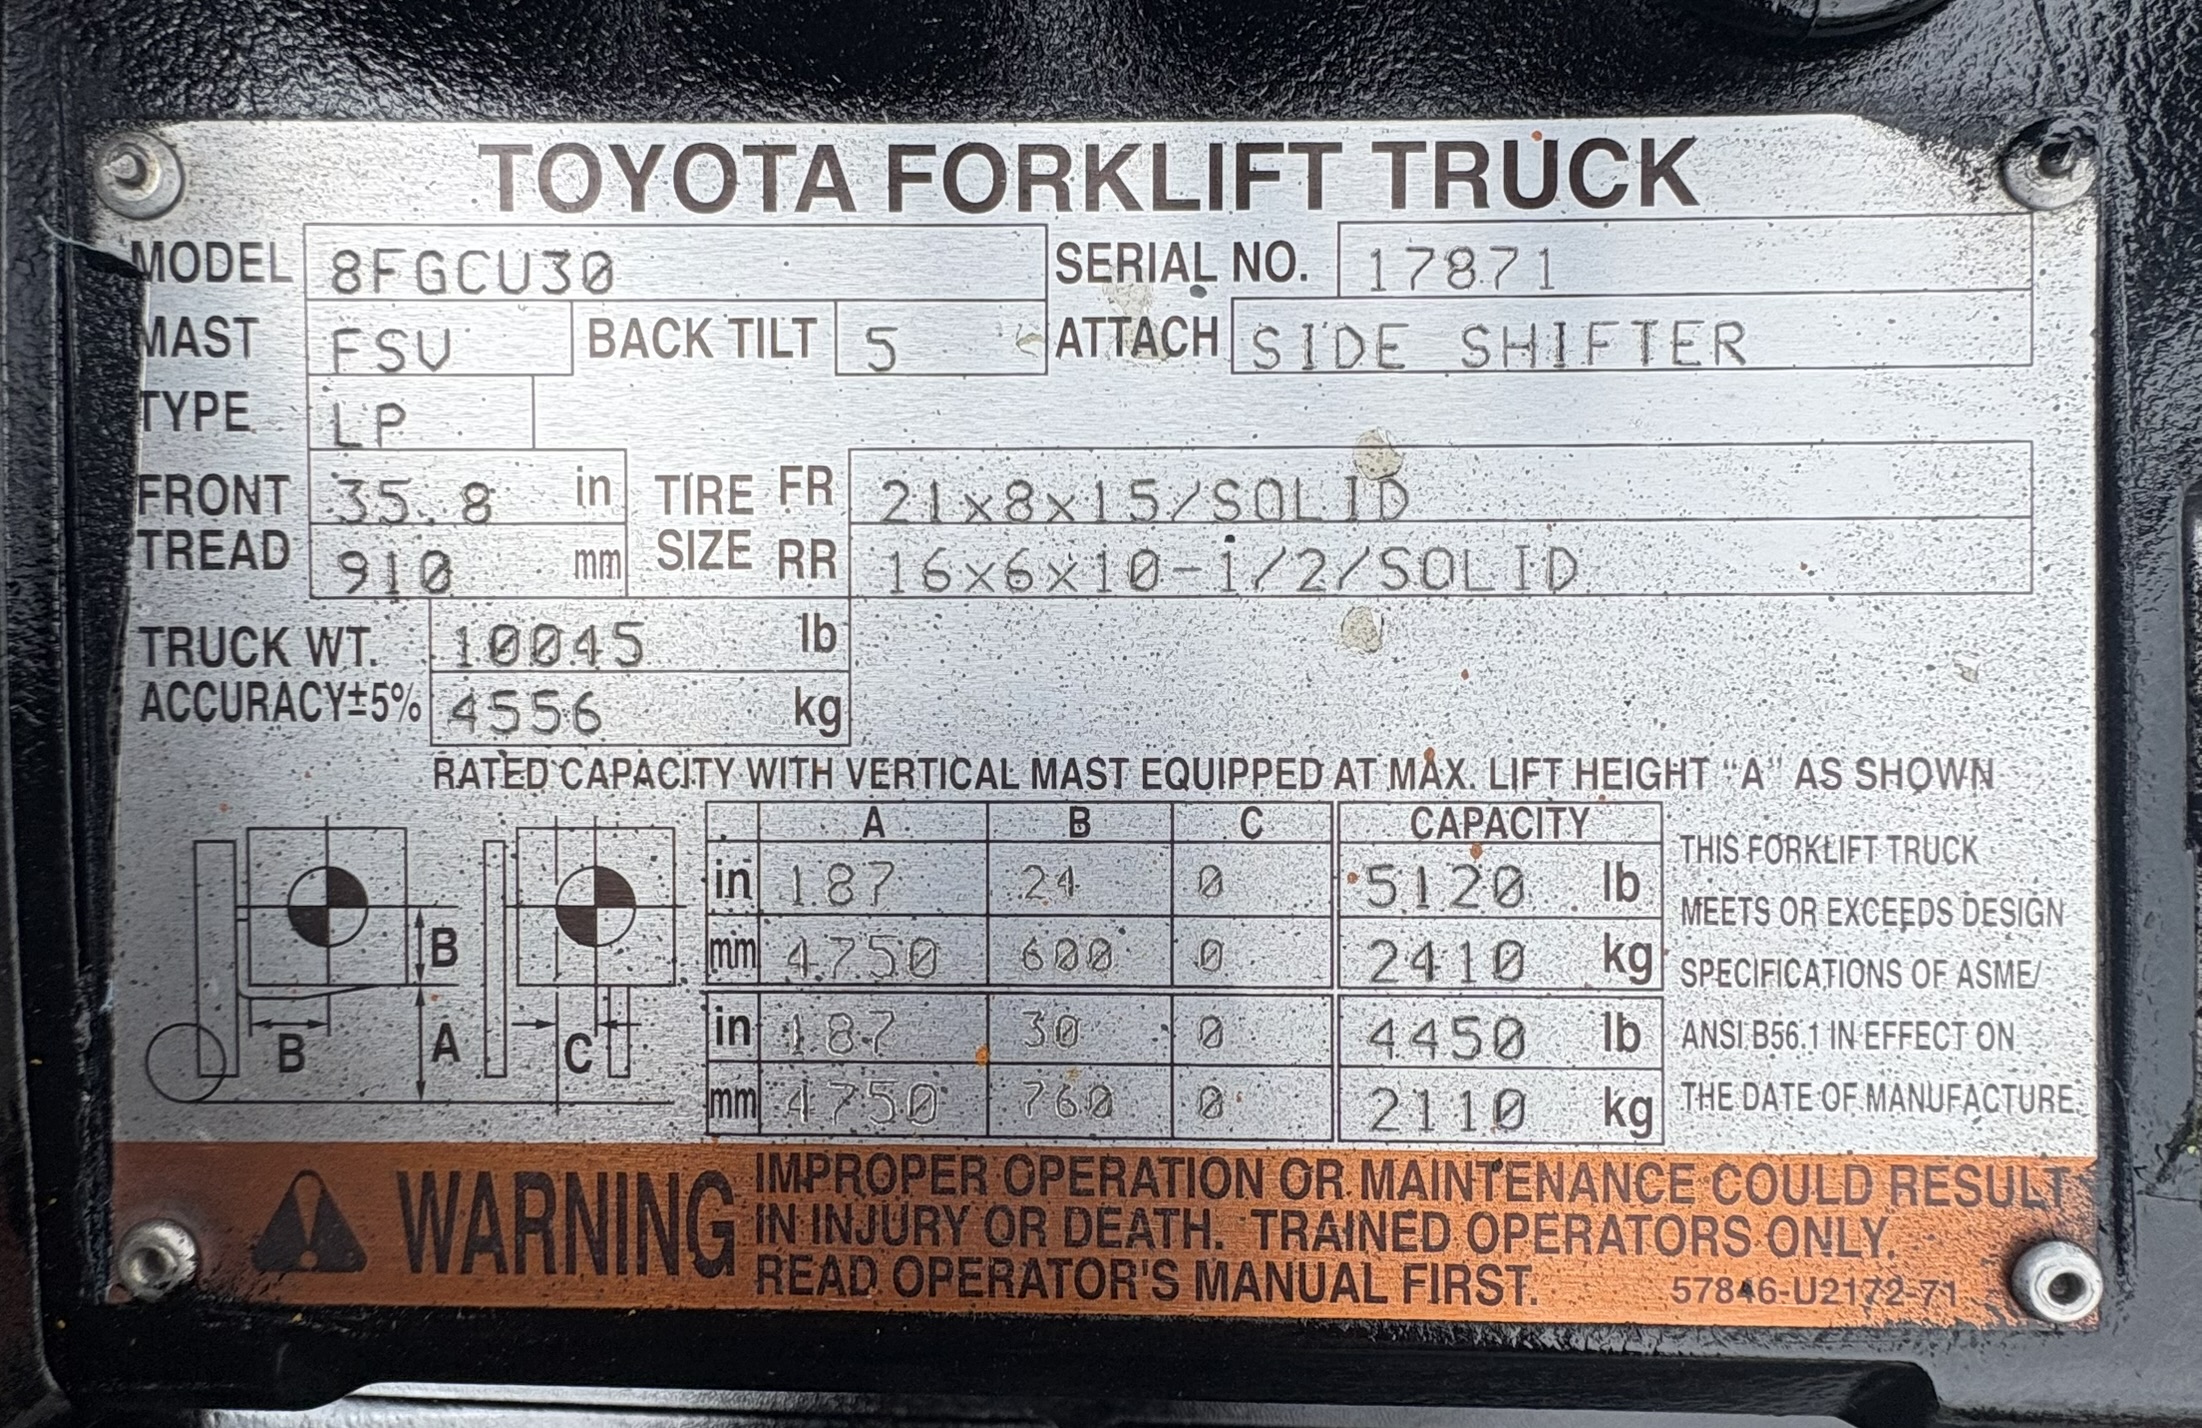 TOYOTA FORKLIFT TRUCK
MODEL 8FGCU30 SERIAL NO. 17871
MAST FSV BACK TILT 5 ATTACH SIDE SHIFTER
TYPE LP
FRONT TREAD 35.8 in TIRE SIZE FR 21x8x15/SOLID
910 mm RR 16x6x10-1/2/SOLID
TRUCK WT. 10045 lb
ACCURACY±5% 4556 kg
RATED CAPACITY WITH VERTICAL MAST EQUIPPED AT MAX. LIFT HEIGHT "A" AS SHOWN
A B C CAPACITY
in 187 24 0 5120 lb
mm 4750 600 0 2410 kg
in 187 30 0 4450 lb
mm 4750 760 0 2110 kg
B
B
A
C
THIS FORKLIFT TRUCK
MEETS OR EXCEEDS DESIGN
SPECIFICATIONS OF ASME/
ANSI B56.1 IN EFFECT ON
THE DATE OF MANUFACTURE.
WARNING
IMPROPER OPERATION OR MAINTENANCE COULD RESULT
IN INJURY OR DEATH. TRAINED OPERATORS ONLY.
READ OPERATOR'S MANUAL FIRST. 57846-U2172-71